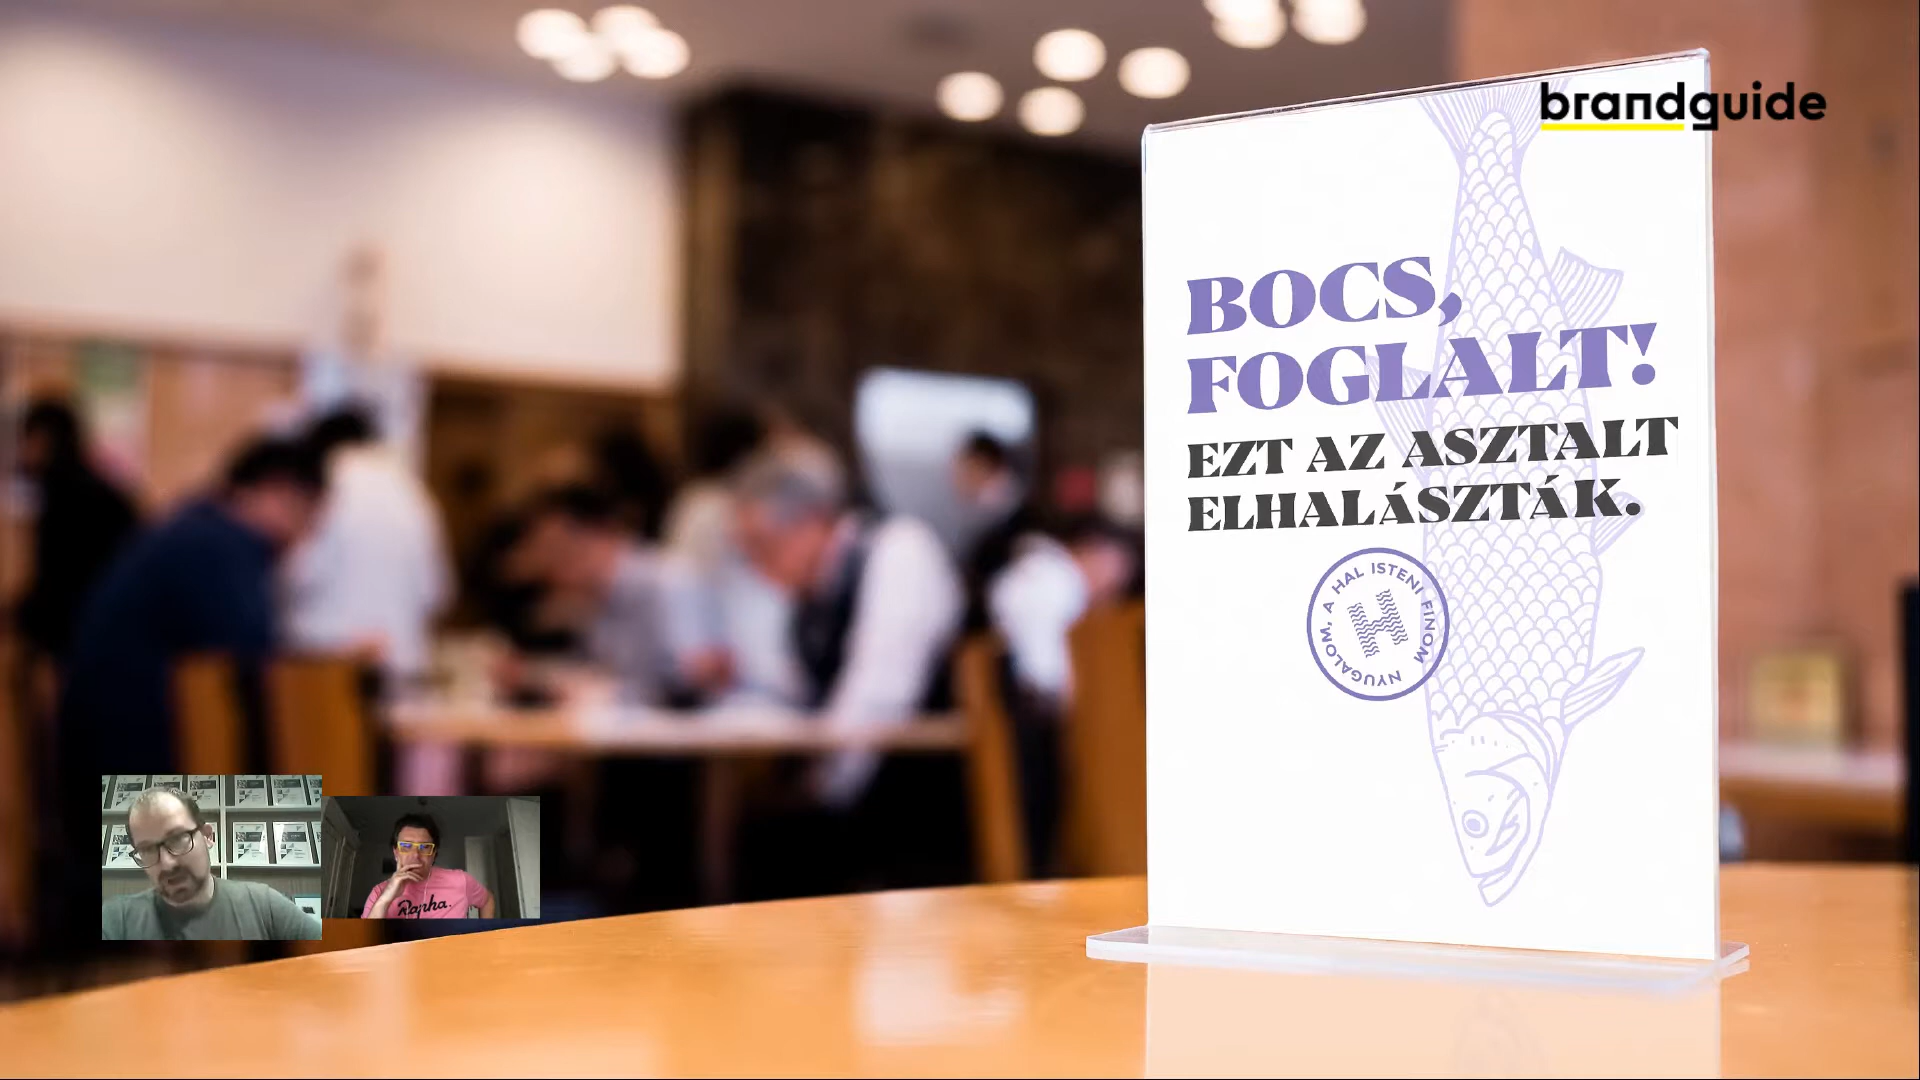 brandguide
BOCS,
FOGLALT!
EZT AZ ASZTALT
ELHALÁSZTÁK.
NYUGALOM, A HAL ISTENI FINOM
H
Rapha.